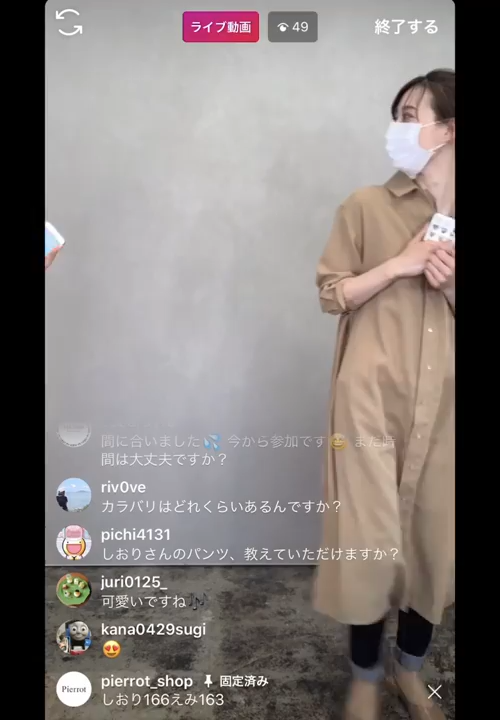 ライブ動画
49
終了する
間に合いました💦 今から参加です😅 まだ時
間は大丈夫ですか？
riv0ve
カラバリはどれくらいあるんですか？
pichi4131
しおりさんのパンツ、教えていただけますか？
juri0125_
可愛いですね🎶
kana0429sugi
😍
Pierrot
pierrot_shop 固定済み
しおり166えみ163